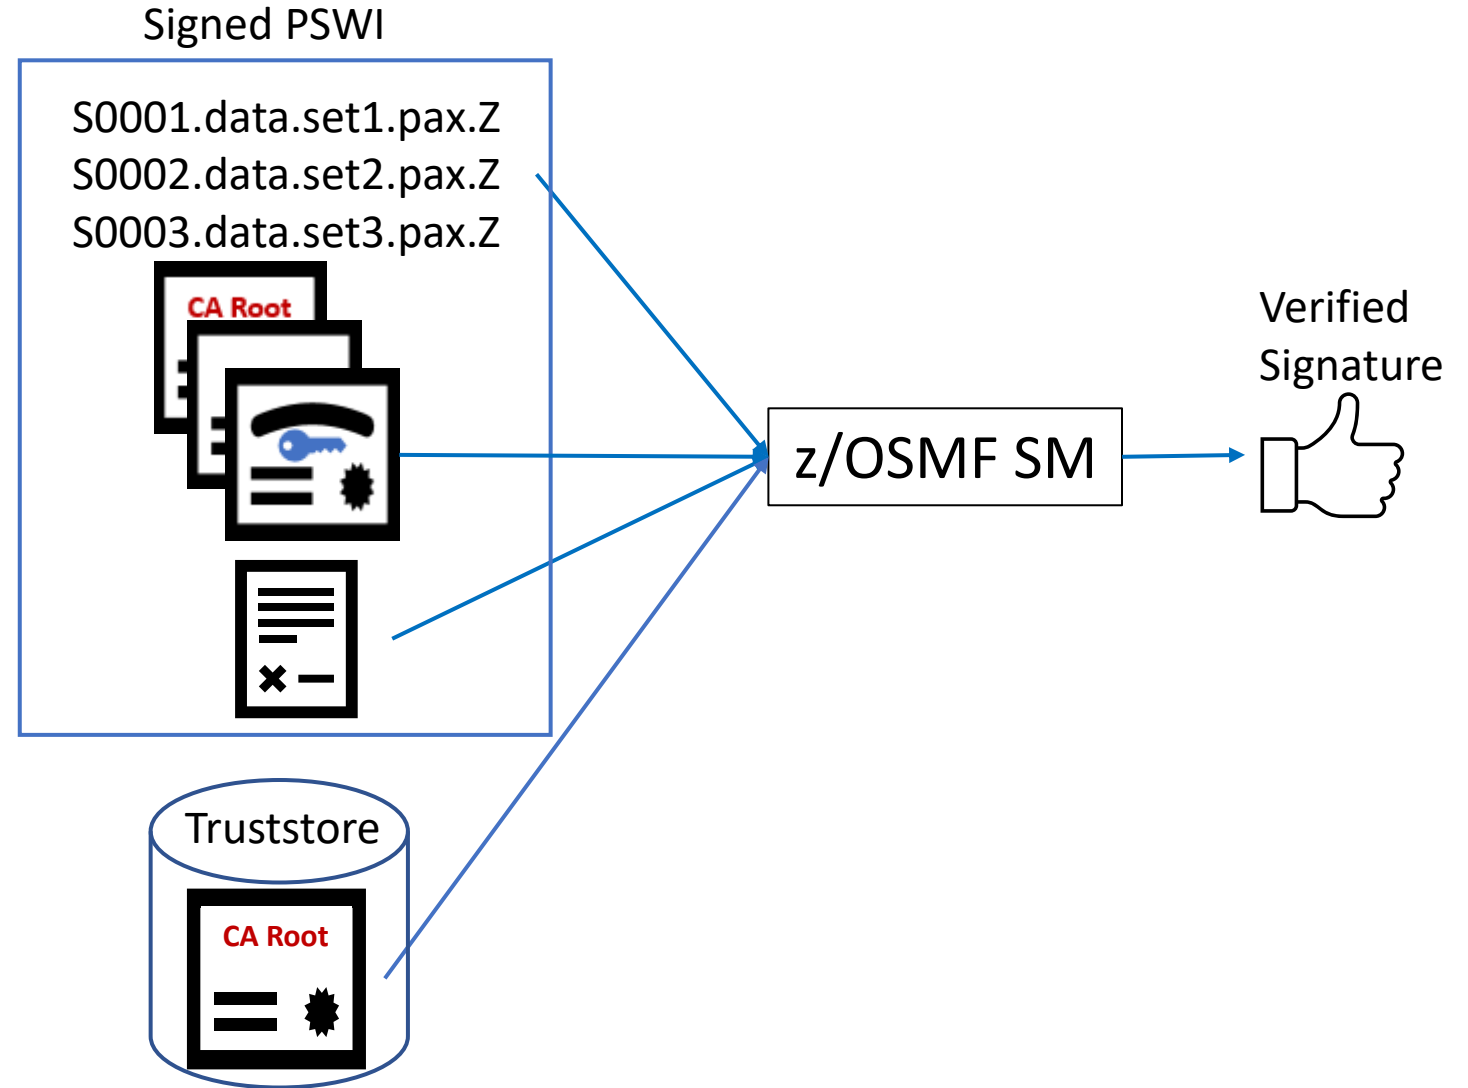 Signed PSWI
S0001.data.set1.pax.Z
S0002.data.set2.pax.Z
S0003.data.set3.pax.Z
CA Root
z/OSMF SM
Verified
Signature
Truststore
CA Root